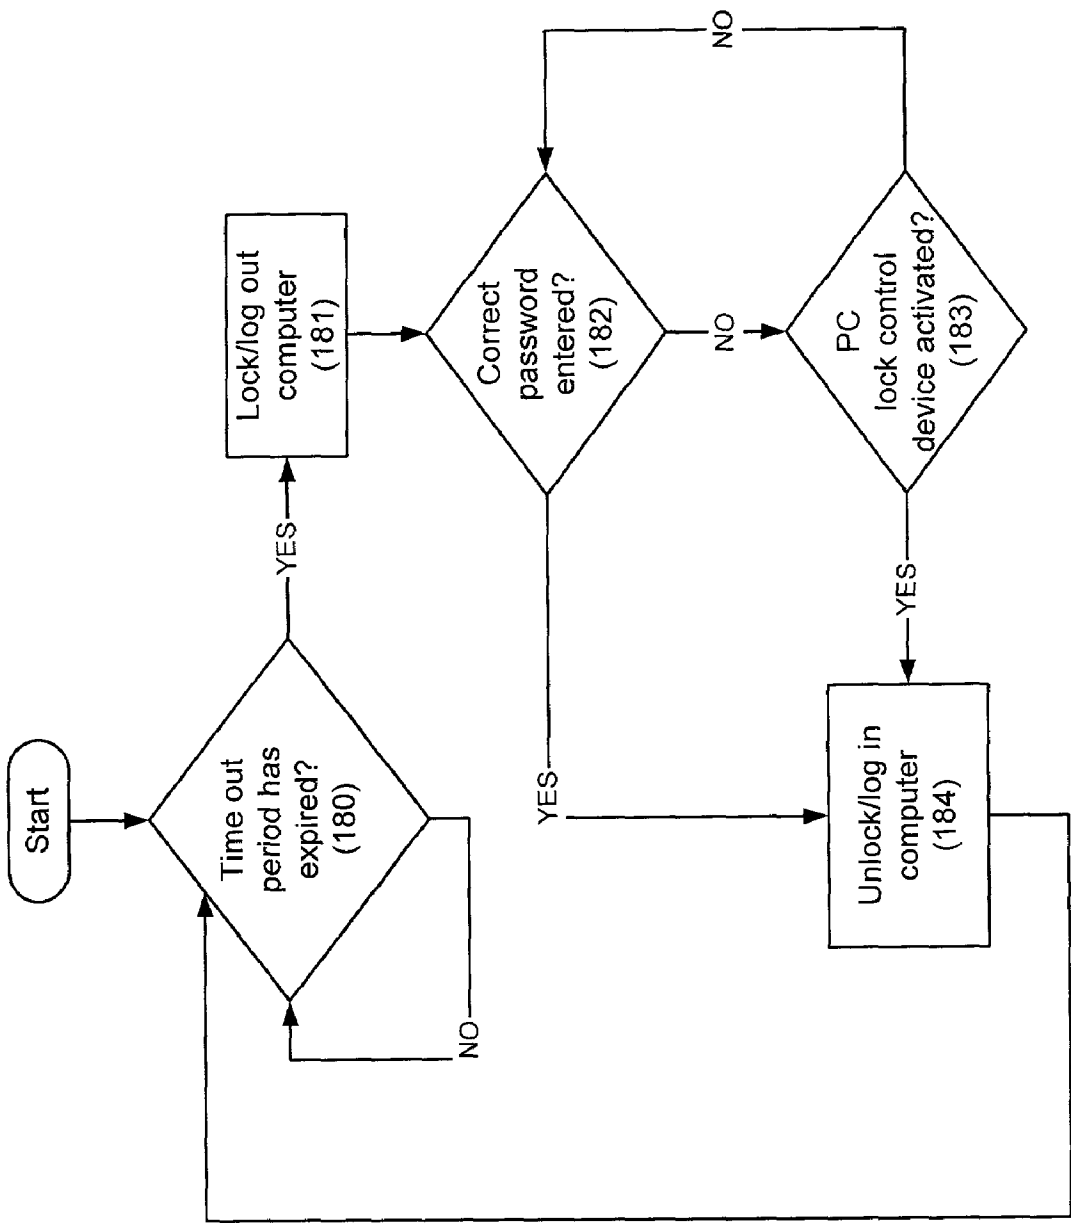 Start
Time out
period has
expired?
(180)
NO
YES
Lock/log out
computer
(181)
Correct
password
entered?
(182)
YES
NO
PC
lock control
device activated?
(183)
NO
YES
Unlock/log in
computer
(184)